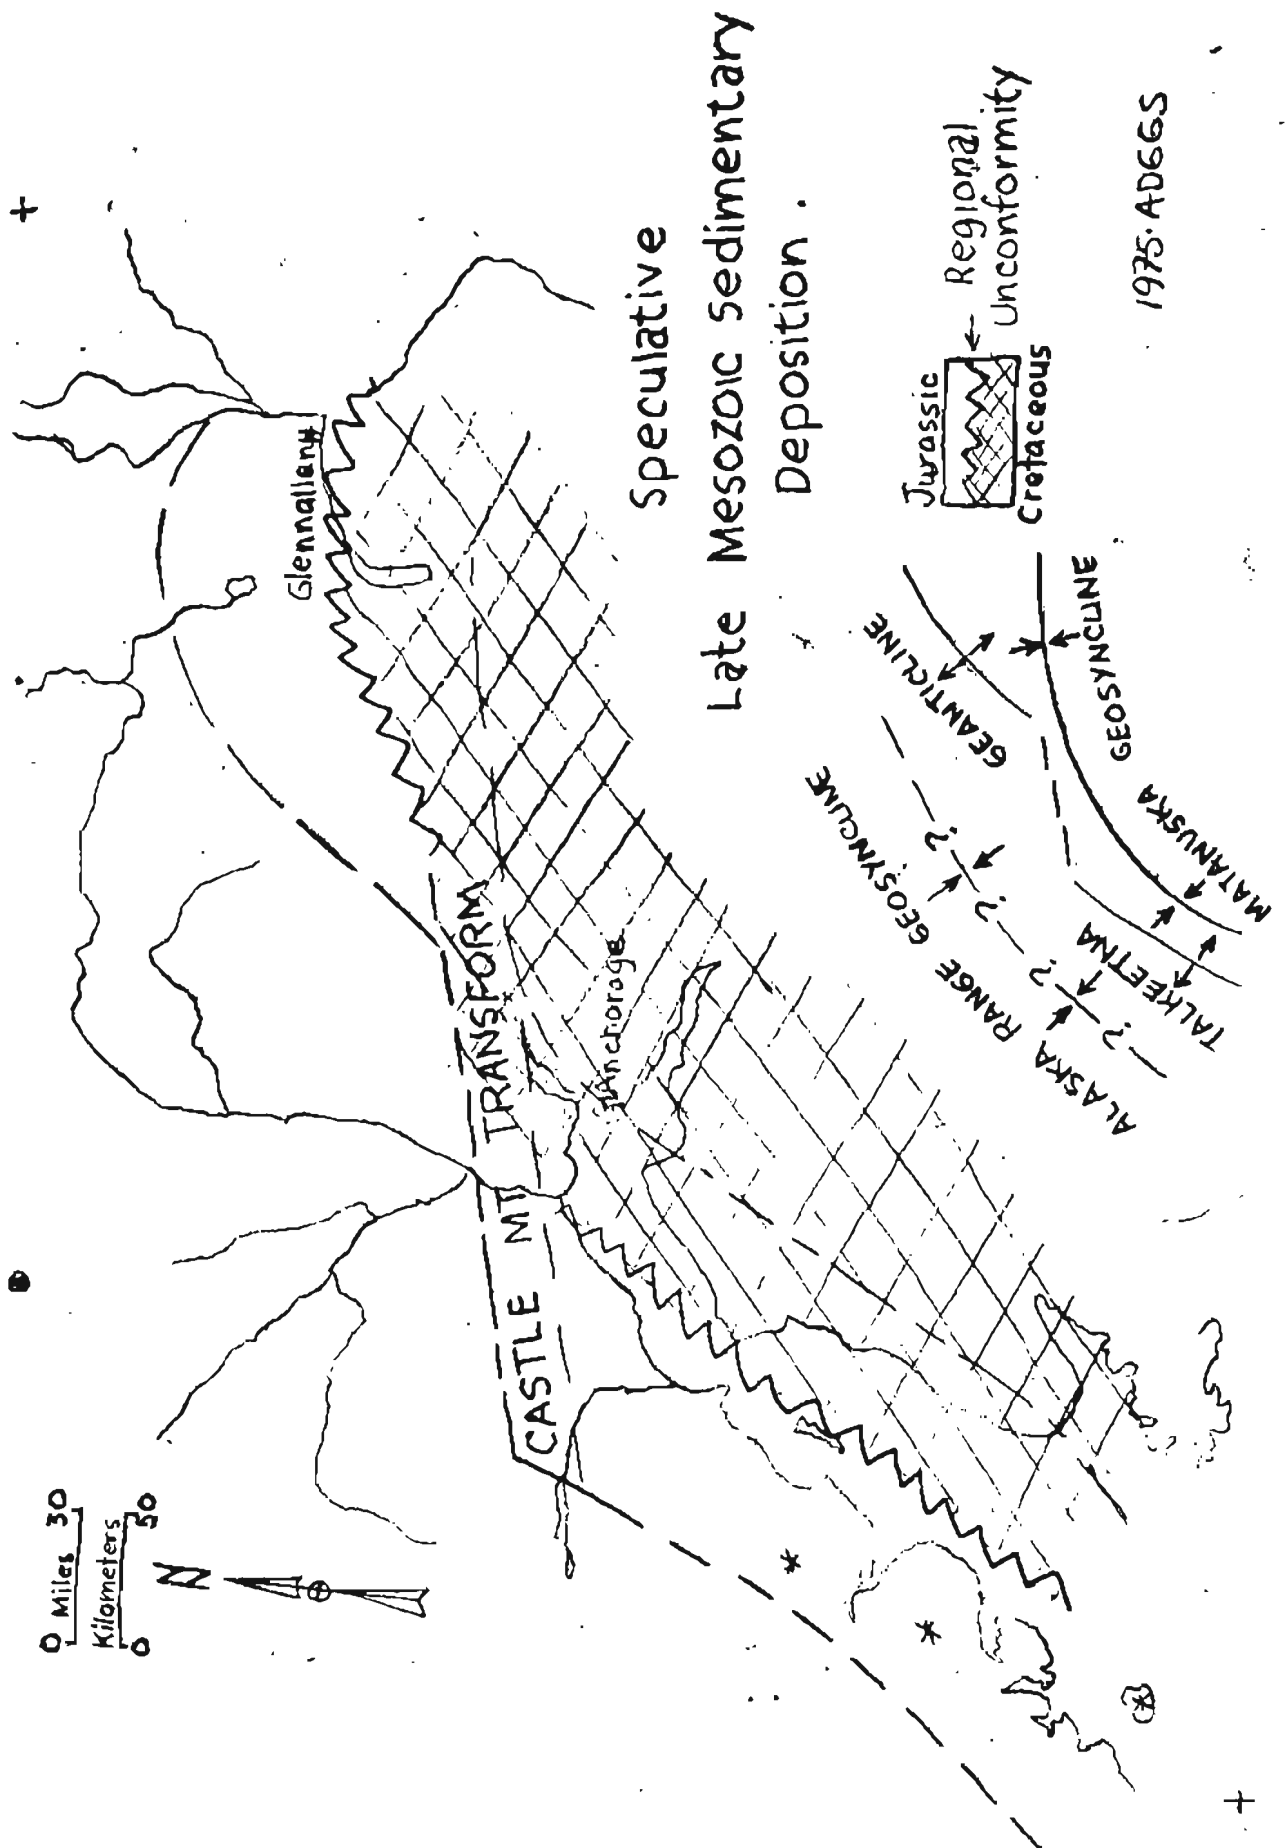 0 Miles 30
Kilometers
0 50
N
Glennallen
CASTLE MT TRANSFORM
Anchorage
Speculative
Late Mesozoic Sedimentary
Deposition.
ALASKA RANGE GEOSYNCLINE
? ? ? ?
TALKEETNA GEANTICLINE
MATANUSKA GEOSYNCLINE
Jurassic
Cretaceous
← Regional
Unconformity
1975·ADGGS